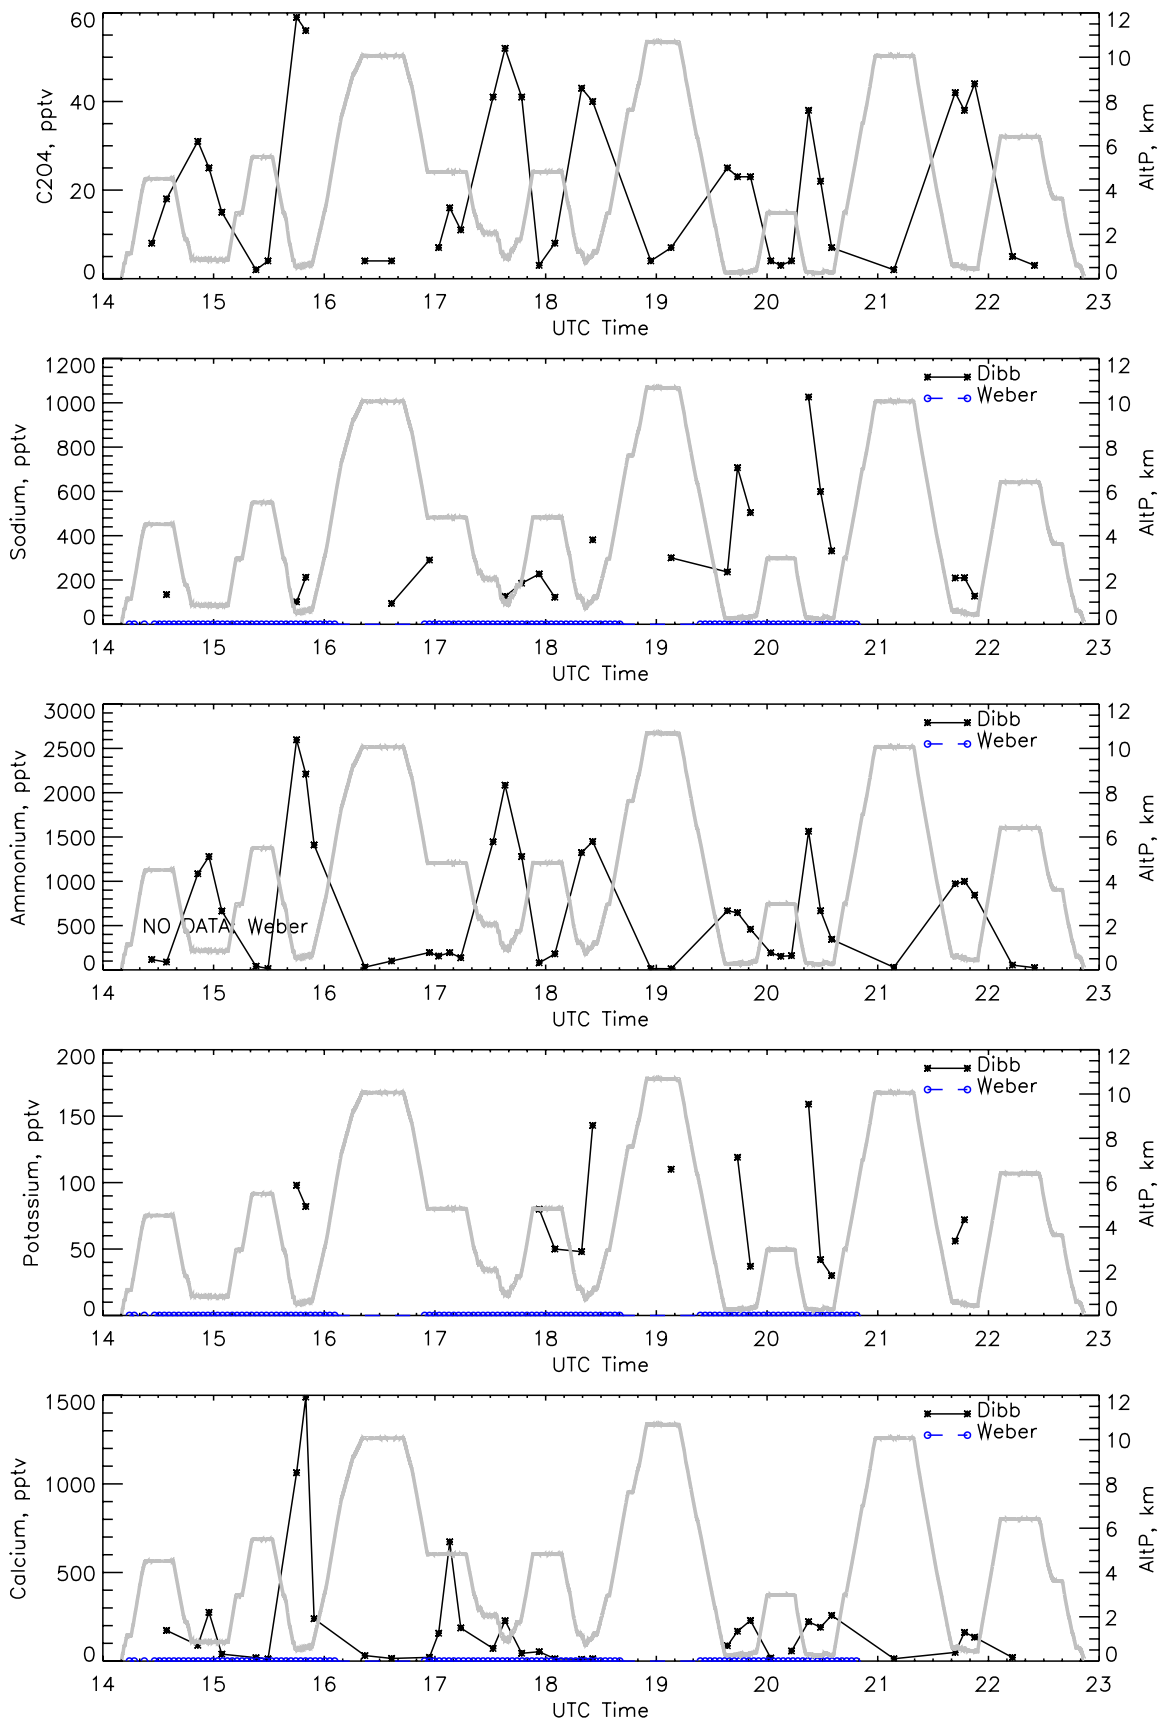 60 40 20 0
C204, pptv
12 10 8 6 4 2 0
AltP, km
14 15 16 17 18 19 20 21 22 23
UTC Time
1200 1000 800 600 400 200 0
Sodium, pptv
Dibb
Weber
12 10 8 6 4 2 0
AltP, km
14 15 16 17 18 19 20 21 22 23
UTC Time
3000 2500 2000 1500 1000 500 0
Ammonium, pptv
Dibb
Weber
NO DATA: Weber
12 10 8 6 4 2 0
AltP, km
14 15 16 17 18 19 20 21 22 23
UTC Time
200 150 100 50 0
Potassium, pptv
Dibb
Weber
12 10 8 6 4 2 0
AltP, km
14 15 16 17 18 19 20 21 22 23
UTC Time
1500 1000 500 0
Calcium, pptv
Dibb
Weber
12 10 8 6 4 2 0
AltP, km
14 15 16 17 18 19 20 21 22 23
UTC Time